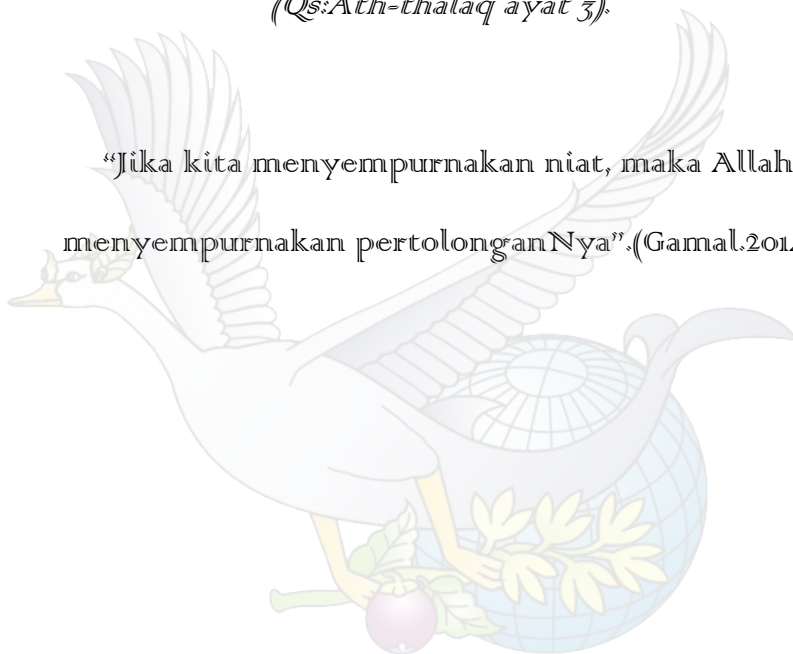 (Qs:Ath-thalaq ayat 3).
“Jika kita menyempurnakan niat, maka Allah
menyempurnakan pertolonganNya”.(Gamal.201